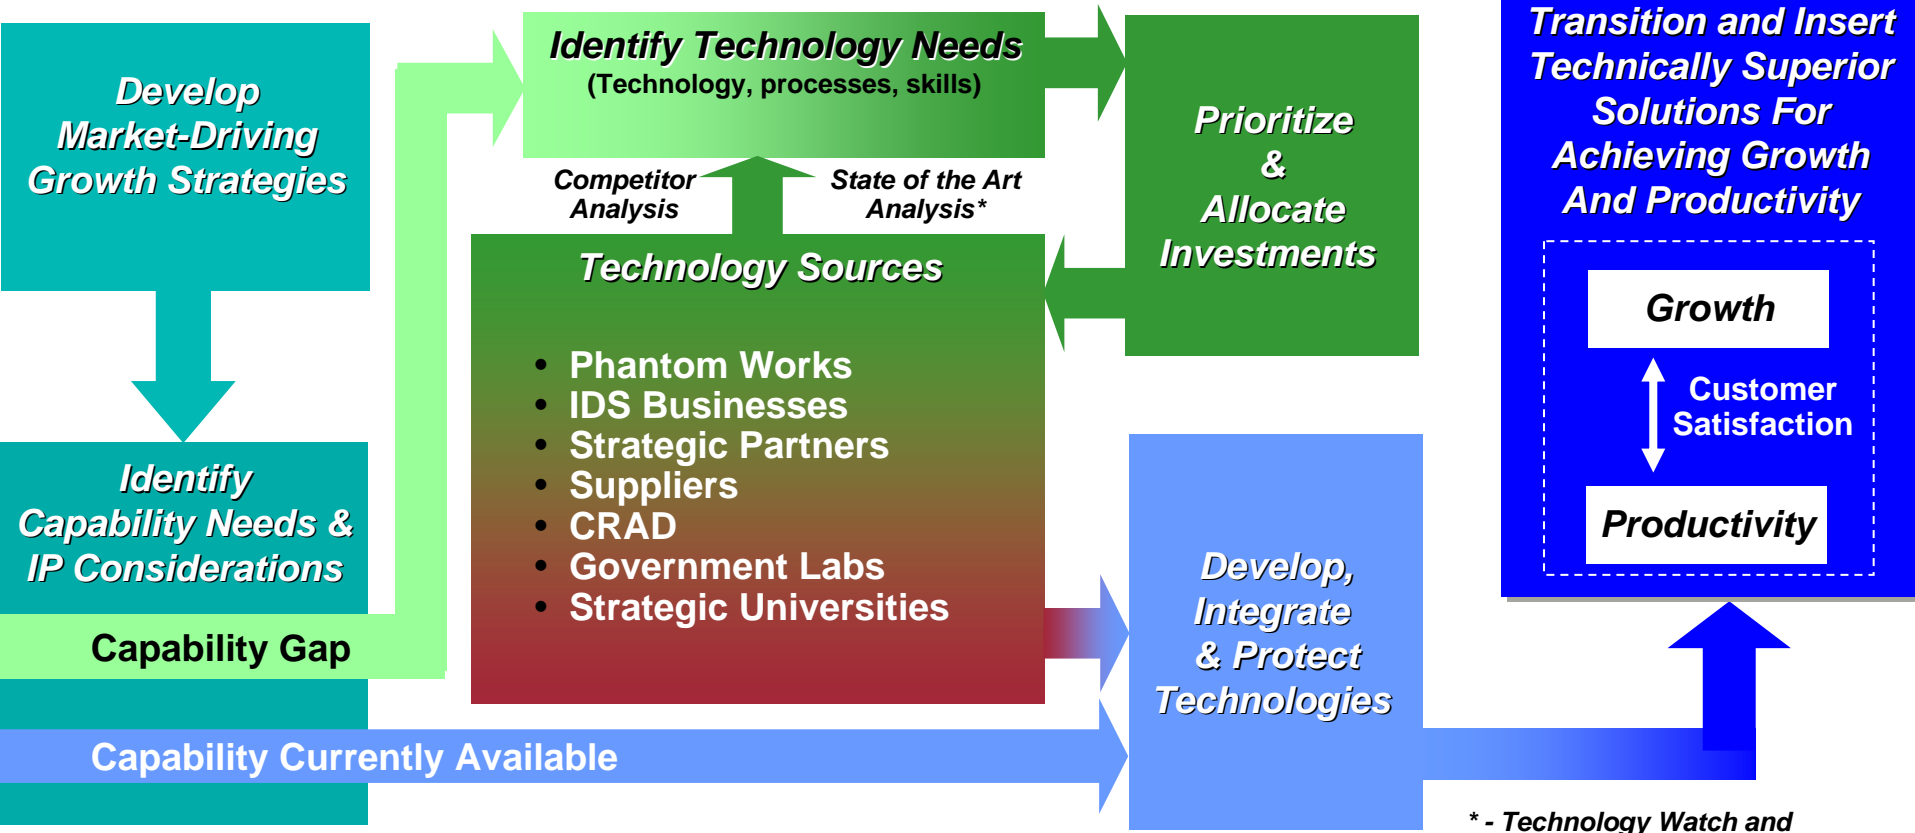 Develop
Market-Driving
Growth Strategies
Identify
Capability Needs &
IP Considerations
Capability Gap
Capability Currently Available
Identify Technology Needs
(Technology, processes, skills)
Competitor
Analysis
State of the Art
Analysis*
Technology Sources
• Phantom Works
• IDS Businesses
• Strategic Partners
• Suppliers
• CRAD
• Government Labs
• Strategic Universities
Prioritize
&
Allocate
Investments
Develop,
Integrate
& Protect
Technologies
Transition and Insert
Technically Superior
Solutions For
Achieving Growth
And Productivity
Growth
Customer
Satisfaction
Productivity
* - Technology Watch and